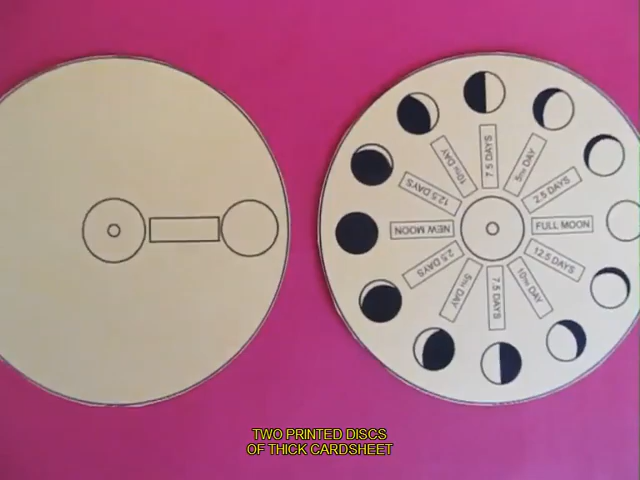 7.5 DAYS
5TH DAY
2.5 DAYS
FULL MOON
12.5 DAYS
10TH DAY
7.5 DAYS
5TH DAY
2.5 DAYS
NEW MOON
12.5 DAYS
10TH DAY
TWO PRINTED DISCS
OF THICK CARDSHEET